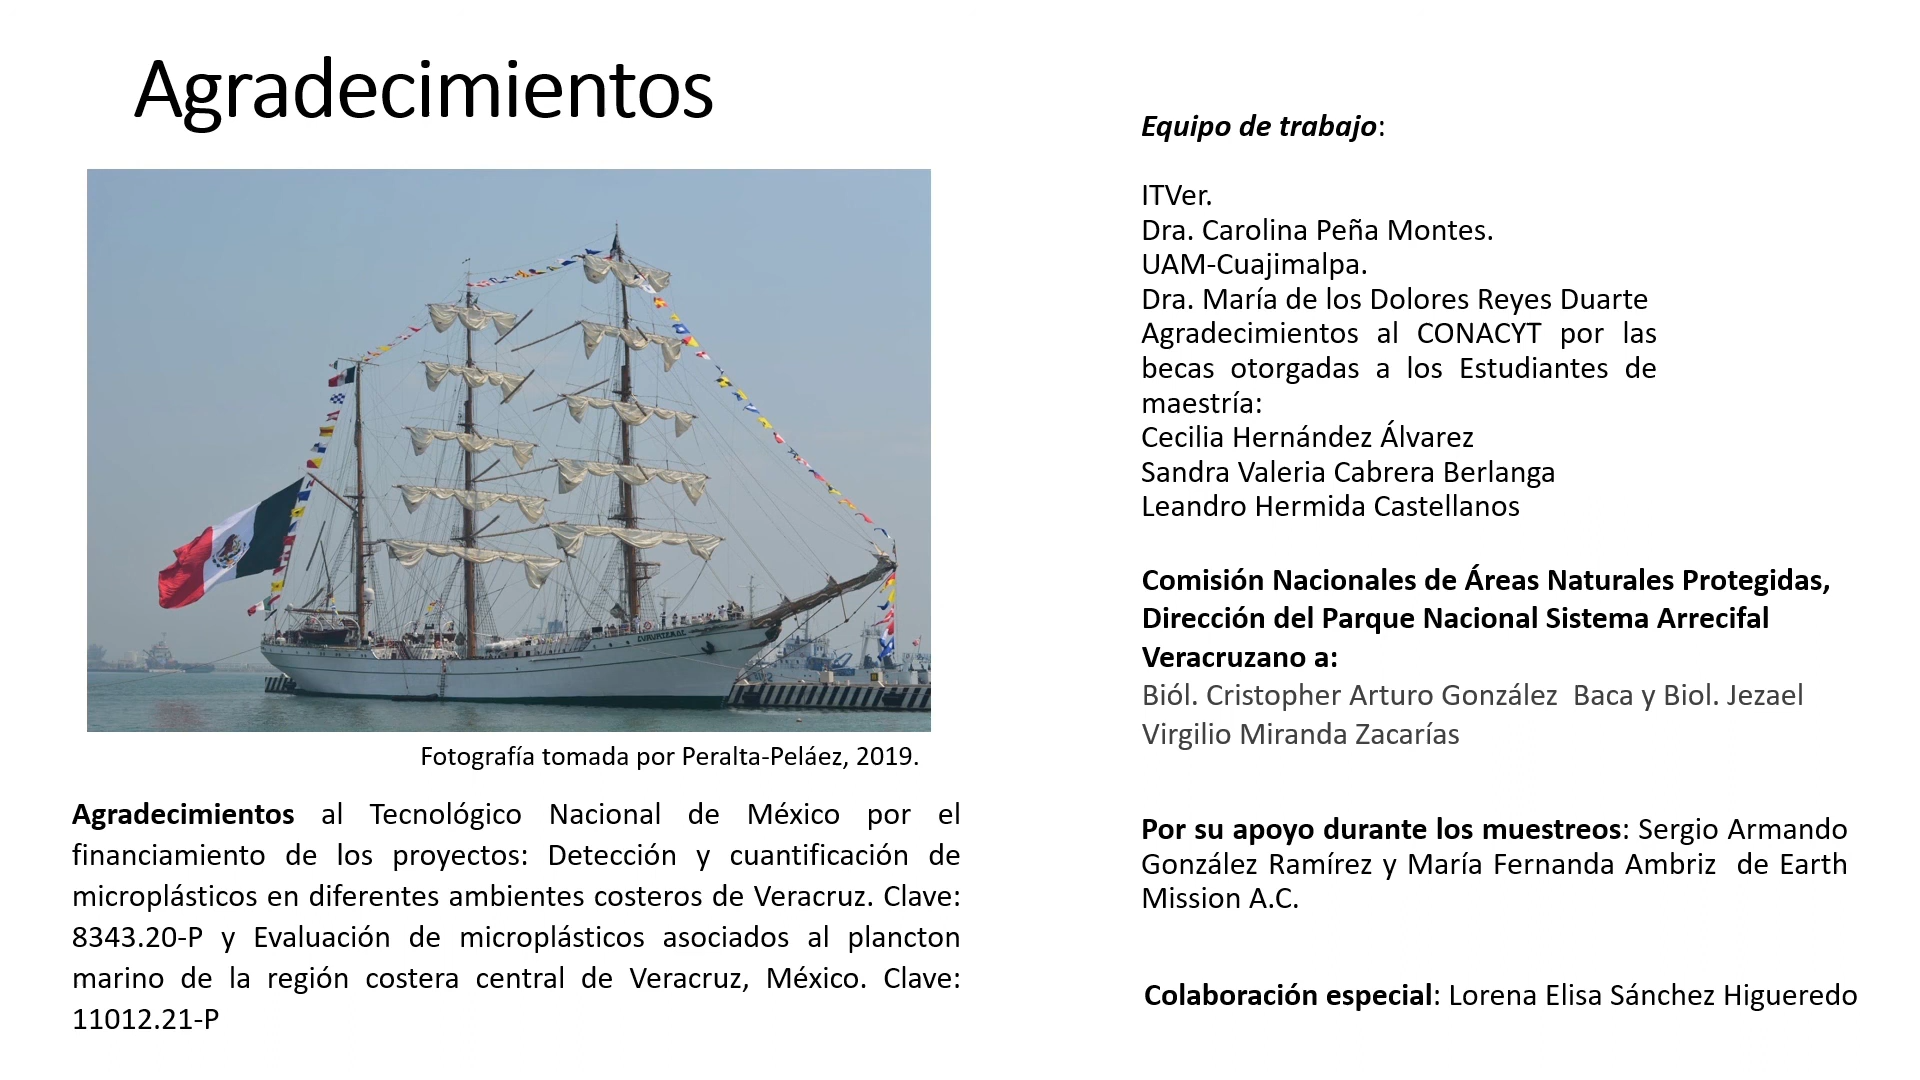 Agradecimientos
CUAUHTEMOC
Fotografía tomada por Peralta-Peláez, 2019.
Agradecimientos al Tecnológico Nacional de México por el
financiamiento de los proyectos: Detección y cuantificación de
microplásticos en diferentes ambientes costeros de Veracruz. Clave:
8343.20-P y Evaluación de microplásticos asociados al plancton
marino de la región costera central de Veracruz, México. Clave:
11012.21-P
Equipo de trabajo:
ITVer.
Dra. Carolina Peña Montes.
UAM-Cuajimalpa.
Dra. María de los Dolores Reyes Duarte
Agradecimientos al CONACYT por las
becas otorgadas a los Estudiantes de
maestría:
Cecilia Hernández Álvarez
Sandra Valeria Cabrera Berlanga
Leandro Hermida Castellanos
Comisión Nacionales de Áreas Naturales Protegidas,
Dirección del Parque Nacional Sistema Arrecifal
Veracruzano a:
Biól. Cristopher Arturo González  Baca y Biol. Jezael
Virgilio Miranda Zacarías
Por su apoyo durante los muestreos: Sergio Armando
González Ramírez y María Fernanda Ambriz  de Earth
Mission A.C.
Colaboración especial: Lorena Elisa Sánchez Higueredo